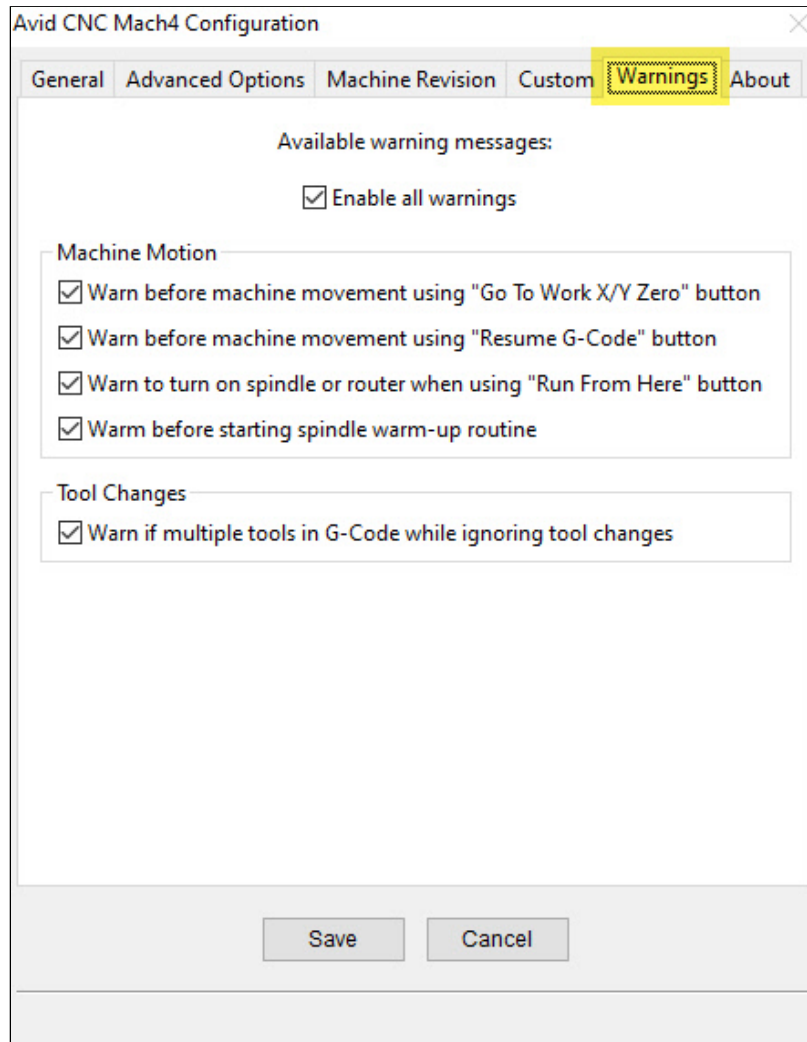 Avid CNC Mach4 Configuration
General Advanced Options Machine Revision Custom Warnings About
Available warning messages:
Enable all warnings
Machine Motion
Warn before machine movement using "Go To Work X/Y Zero" button
Warn before machine movement using "Resume G-Code" button
Warn to turn on spindle or router when using "Run From Here" button
Warm before starting spindle warm-up routine
Tool Changes
Warn if multiple tools in G-Code while ignoring tool changes
Save Cancel